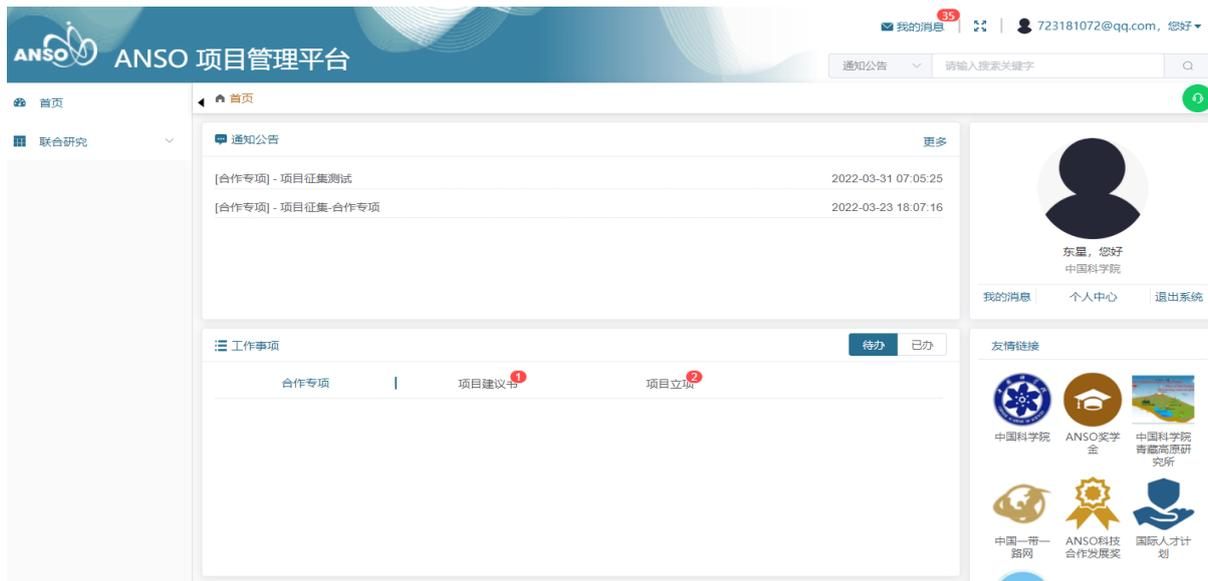 35
我的消息
723181072@qq.com，您好
ANSO
ANSO 项目管理平台
通知公告
请输入搜索关键字
首页
首页
联合研究
通知公告
更多
[合作专项] - 项目征集测试
2022-03-31 07:05:25
[合作专项] - 项目征集-合作专项
2022-03-23 18:07:16
东星，您好
中国科学院
我的消息
个人中心
退出系统
工作事项
待办
已办
合作专项
项目建议书
1
项目立项
2
友情链接
中国科学院
ANSO奖学
金
中国科学院
青藏高原研
究所
中国一带一
路网
ANSO科技
合作发展奖
国际人才计
划